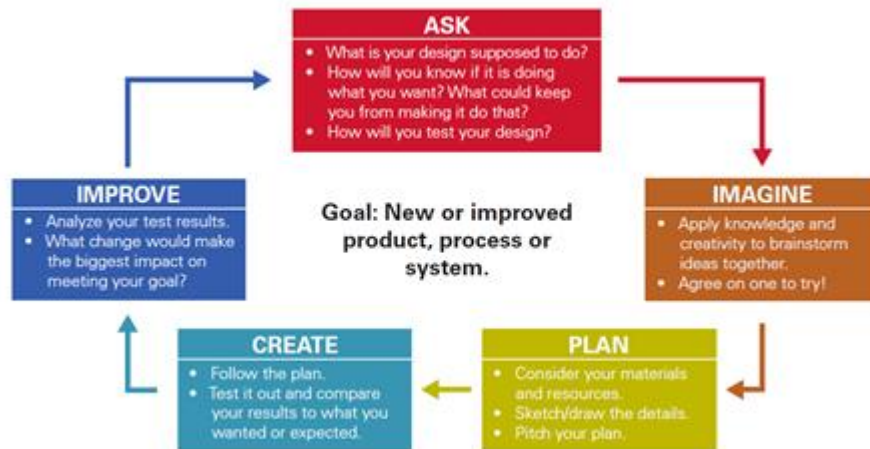 ASK
• What is your design supposed to do?
• How will you know if it is doing
what you want? What could keep
you from making it do that?
• How will you test your design?
IMPROVE
• Analyze your test results.
• What change would make
the biggest impact on
meeting your goal?
Goal: New or improved
product, process or
system.
IMAGINE
• Apply knowledge and
creativity to brainstorm
ideas together.
• Agree on one to try!
CREATE
• Follow the plan.
• Test it out and compare
your results to what you
wanted or expected.
PLAN
• Consider your materials
and resources.
• Sketch/draw the details.
• Pitch your plan.